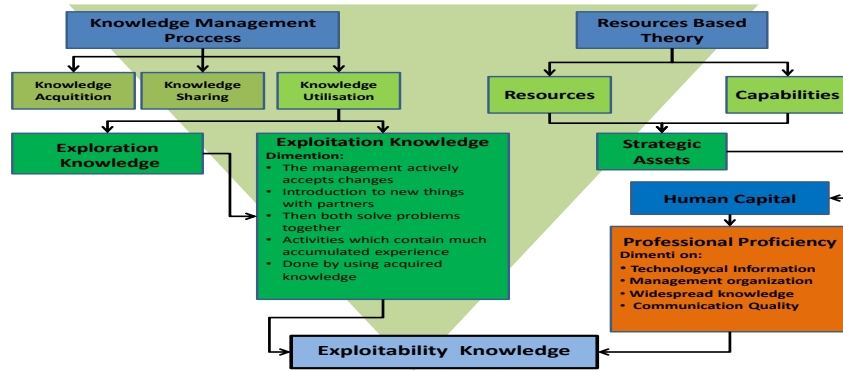 Knowledge Management
Proccess
Resources Based
Theory
Knowledge
Acquitition
Knowledge
Sharing
Knowledge
Utilisation
Resources
Capabilities
Exploration
Knowledge
Exploitation Knowledge
Dimention:
• The management actively
accepts changes
• Introduction to new things
with partners
• Then both solve problems
together
• Activities which contain much
accumulated experience
• Done by using acquired
knowledge
Strategic
Assets
Human Capital
Professional Proficiency
Dimenti on:
• Technologycal Information
• Management organization
• Widespread knowledge
• Communication Quality
Exploitability Knowledge